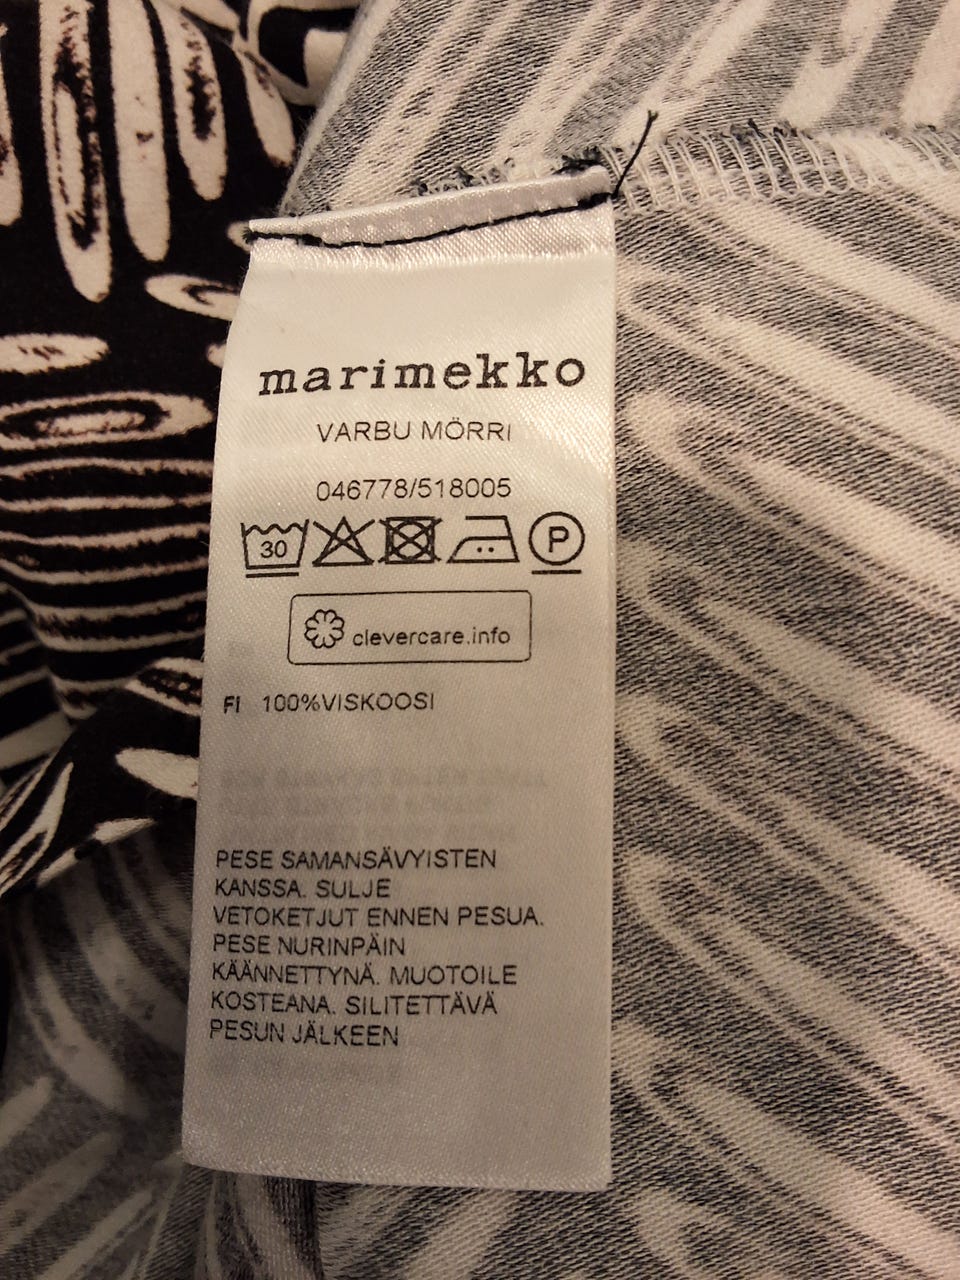 marimekko
VARBU MÖRRI
046778/518005
30 P
clevercare.info
FI 100%VISKOOSI
PESE SAMANSÄVYISTEN
KANSSA. SULJE
VETOKETJUT ENNEN PESUA.
PESE NURINPÄIN
KÄÄNNETTYNÄ. MUOTOILE
KOSTEANA. SILITETTÄVÄ
PESUN JÄLKEEN